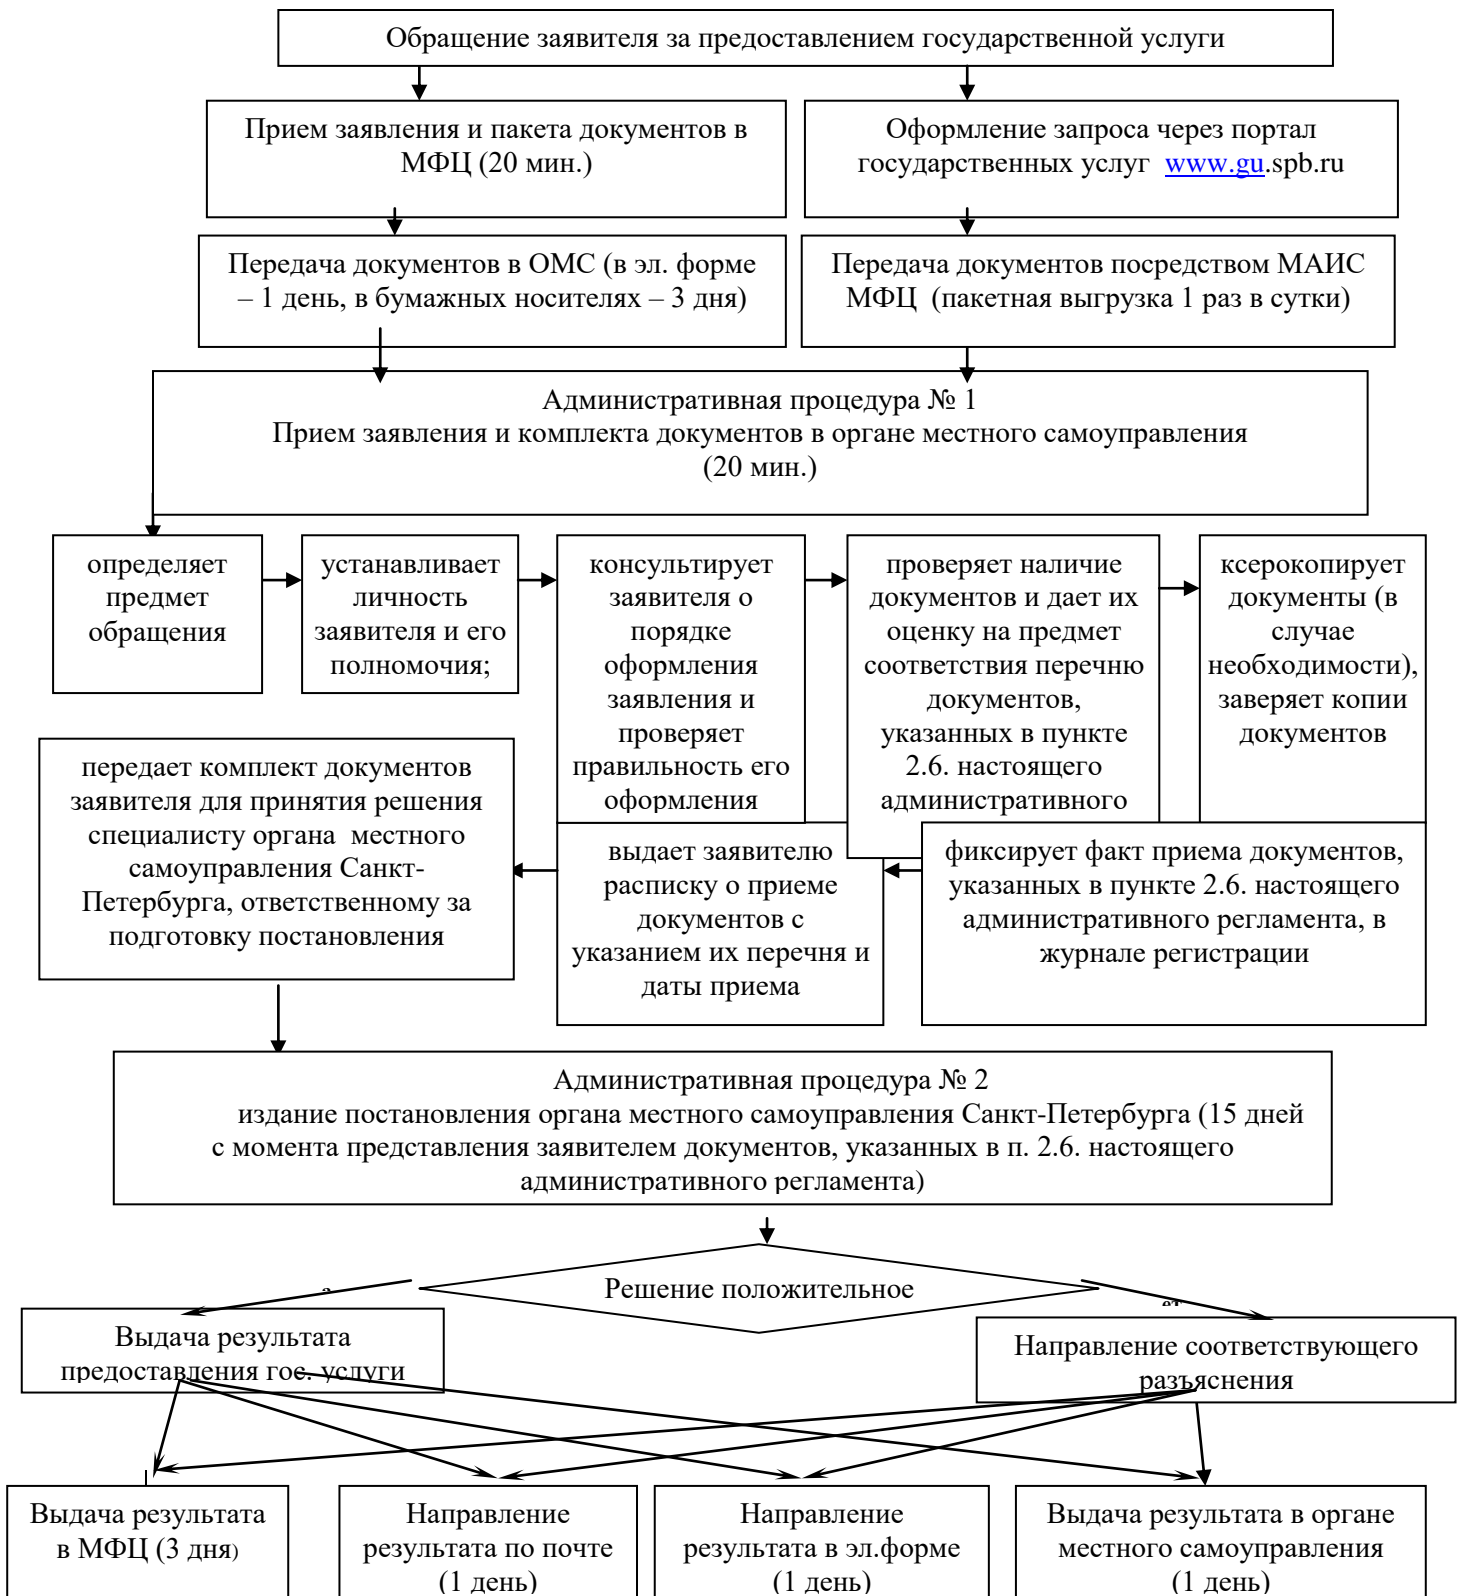 Обращение заявителя за предоставлением государственной услуги
Прием заявления и пакета документов в
МФЦ (20 мин.)
Оформление запроса через портал
государственных услуг www.gu.spb.ru
Передача документов в ОМС (в эл. форме
– 1 день, в бумажных носителях – 3 дня)
Передача документов посредством МАИС
МФЦ (пакетная выгрузка 1 раз в сутки)
Административная процедура № 1
Прием заявления и комплекта документов в органе местного самоуправления
(20 мин.)
определяет
предмет
обращения
устанавливает
личность
заявителя и его
полномочия;
консультирует
заявителя о
порядке
оформления
заявления и
проверяет
правильность его
оформления
проверяет наличие
документов и дает их
оценку на предмет
соответствия перечню
документов,
указанных в пункте
2.6. настоящего
административного
ксерокопирует
документы (в
случае
необходимости),
заверяет копии
документов
передает комплект документов
заявителя для принятия решения
специалисту органа местного
самоуправления Санкт-
Петербурга, ответственному за
подготовку постановления
выдает заявителю
расписку о приеме
документов с
указанием их перечня и
даты приема
фиксирует факт приема документов,
указанных в пункте 2.6. настоящего
административного регламента, в
журнале регистрации
Административная процедура № 2
издание постановления органа местного самоуправления Санкт-Петербурга (15 дней
с момента представления заявителем документов, указанных в п. 2.6. настоящего
административного регламента)
Решение положительное
Выдача результата
предоставления гос. услуги
Направление соответствующего
разъяснения
Выдача результата
в МФЦ (3 дня)
Направление
результата по почте
(1 день)
Направление
результата в эл.форме
(1 день)
Выдача результата в органе
местного самоуправления
(1 день)